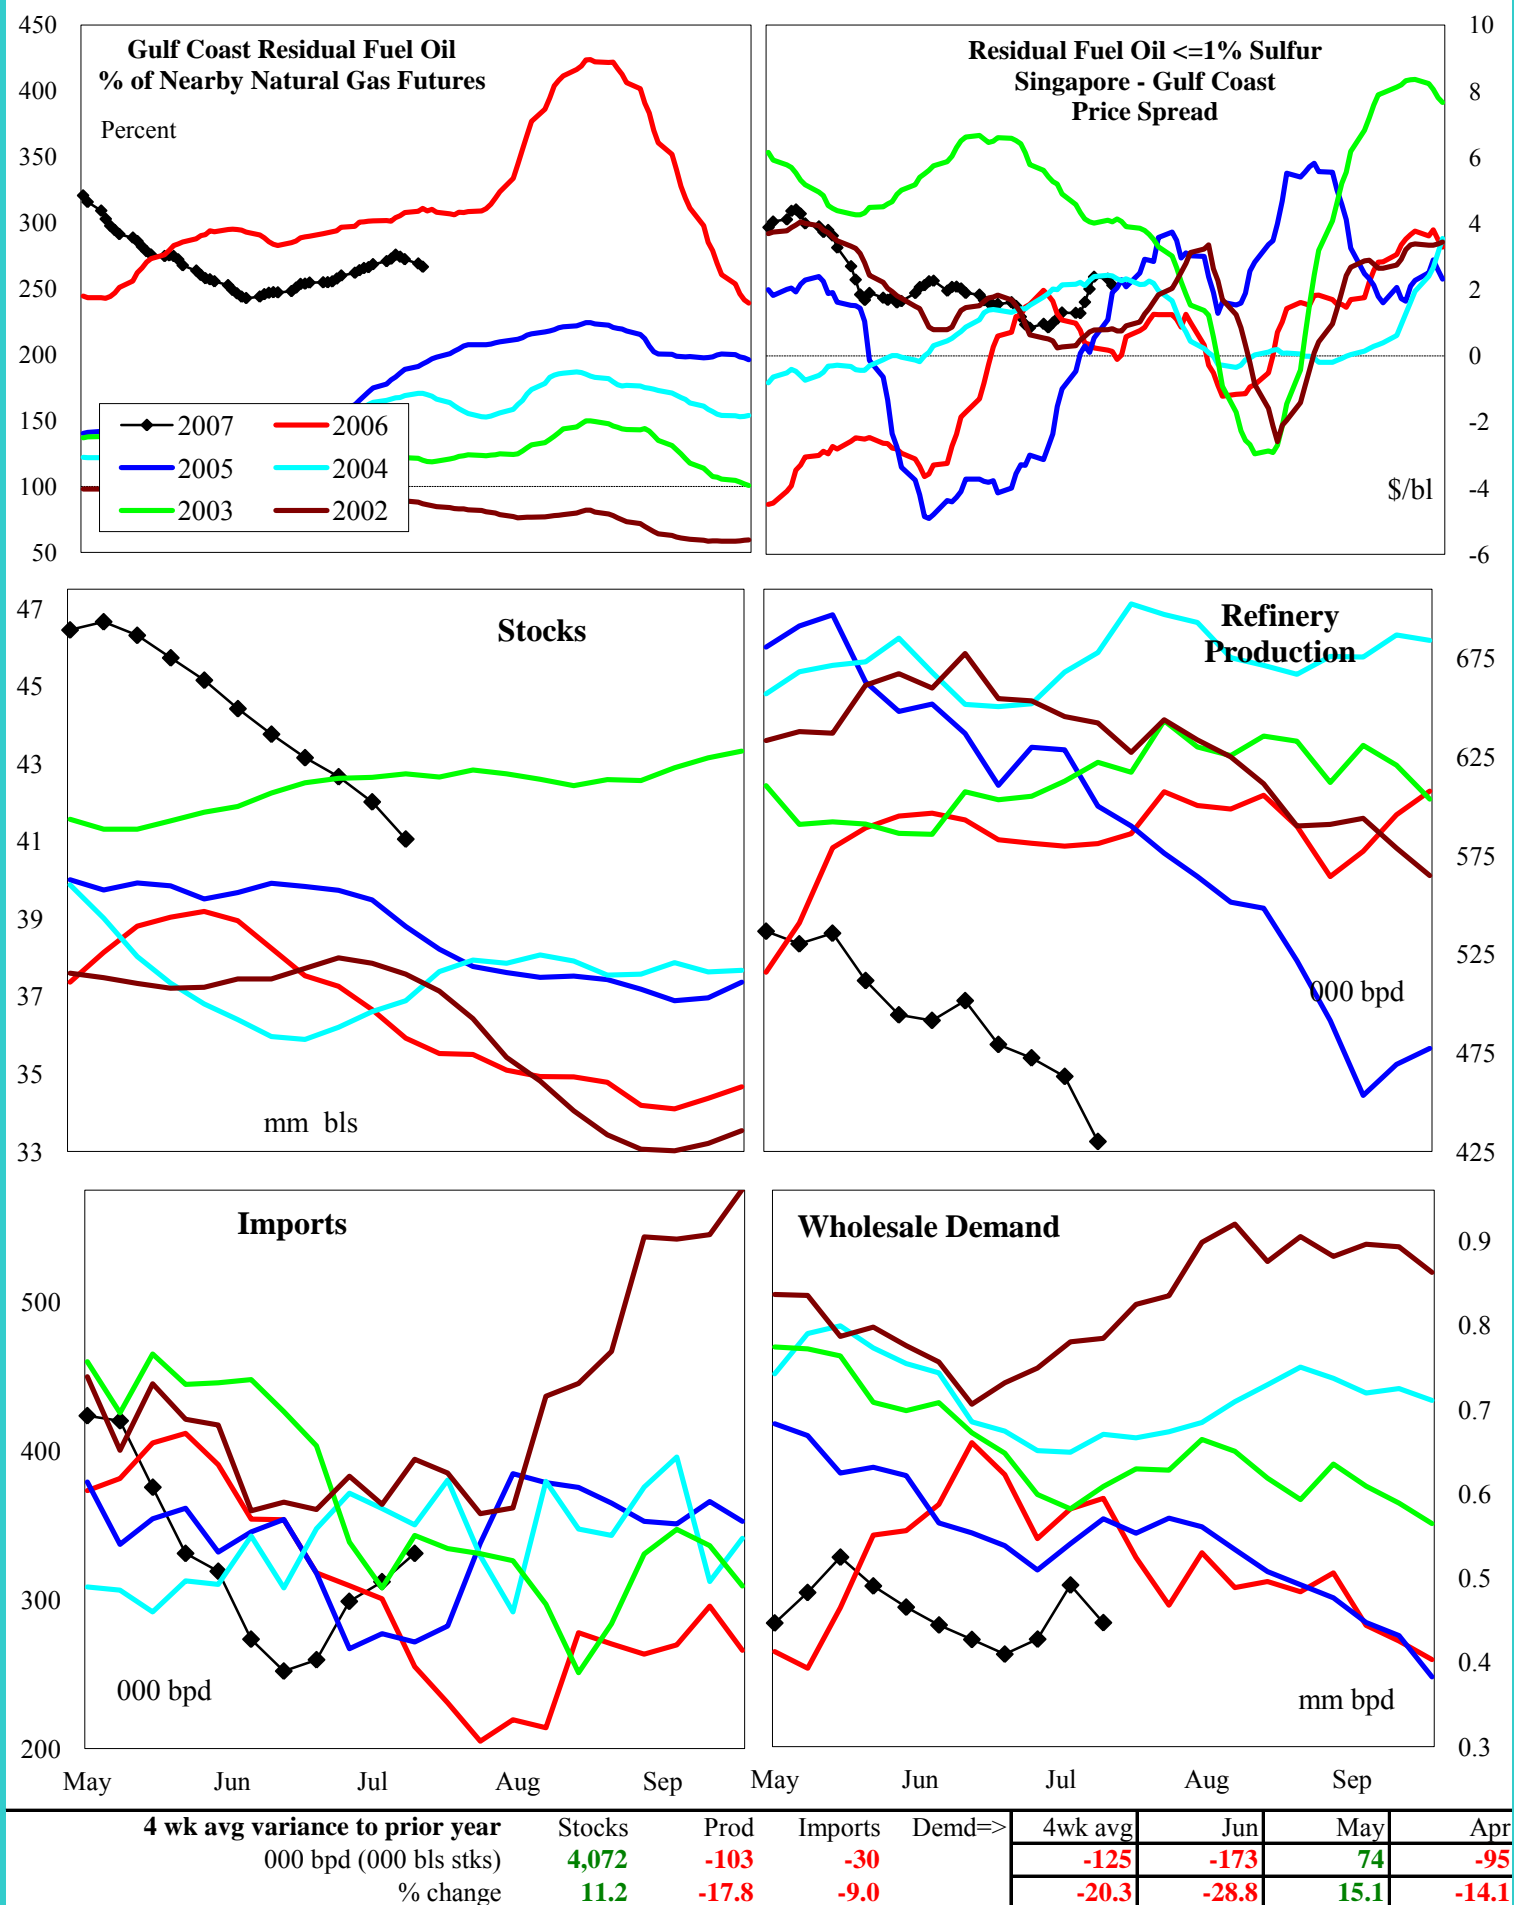 Gulf Coast Residual Fuel Oil
% of Nearby Natural Gas Futures
Percent
450
400
350
300
250
200
150
100
50
2007 2006
2005 2004
2003 2002
Residual Fuel Oil <=1% Sulfur
Singapore - Gulf Coast
Price Spread
10
8
6
4
2
0
-2
-4
-6
$/bl
Stocks
47
45
43
41
39
37
35
33
mm bls
Refinery
Production
675
625
575
525
475
425
000 bpd
Imports
500
400
300
200
000 bpd
May Jun Jul Aug Sep
Wholesale Demand
0.9
0.8
0.7
0.6
0.5
0.4
0.3
mm bpd
May Jun Jul Aug Sep
4 wk avg variance to prior year Stocks Prod Imports Demd=> 4wk avg Jun May Apr
000 bpd (000 bls stks) 4,072 -103 -30 -125 -173 74 -95
% change 11.2 -17.8 -9.0 -20.3 -28.8 15.1 -14.1